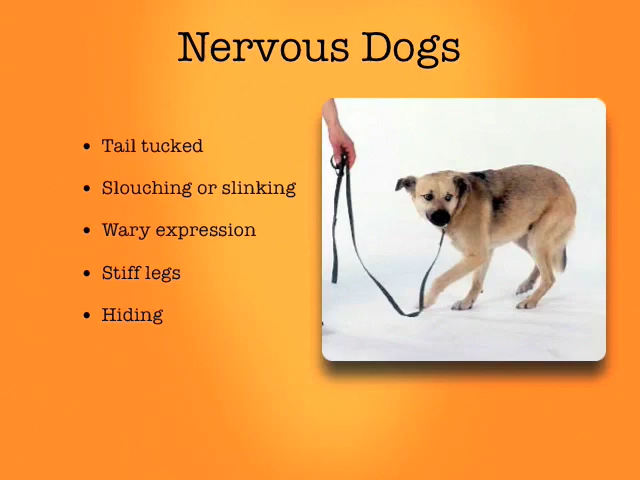 Nervous Dogs
• Tail tucked
• Slouching or slinking
• Wary expression
• Stiff legs
• Hiding